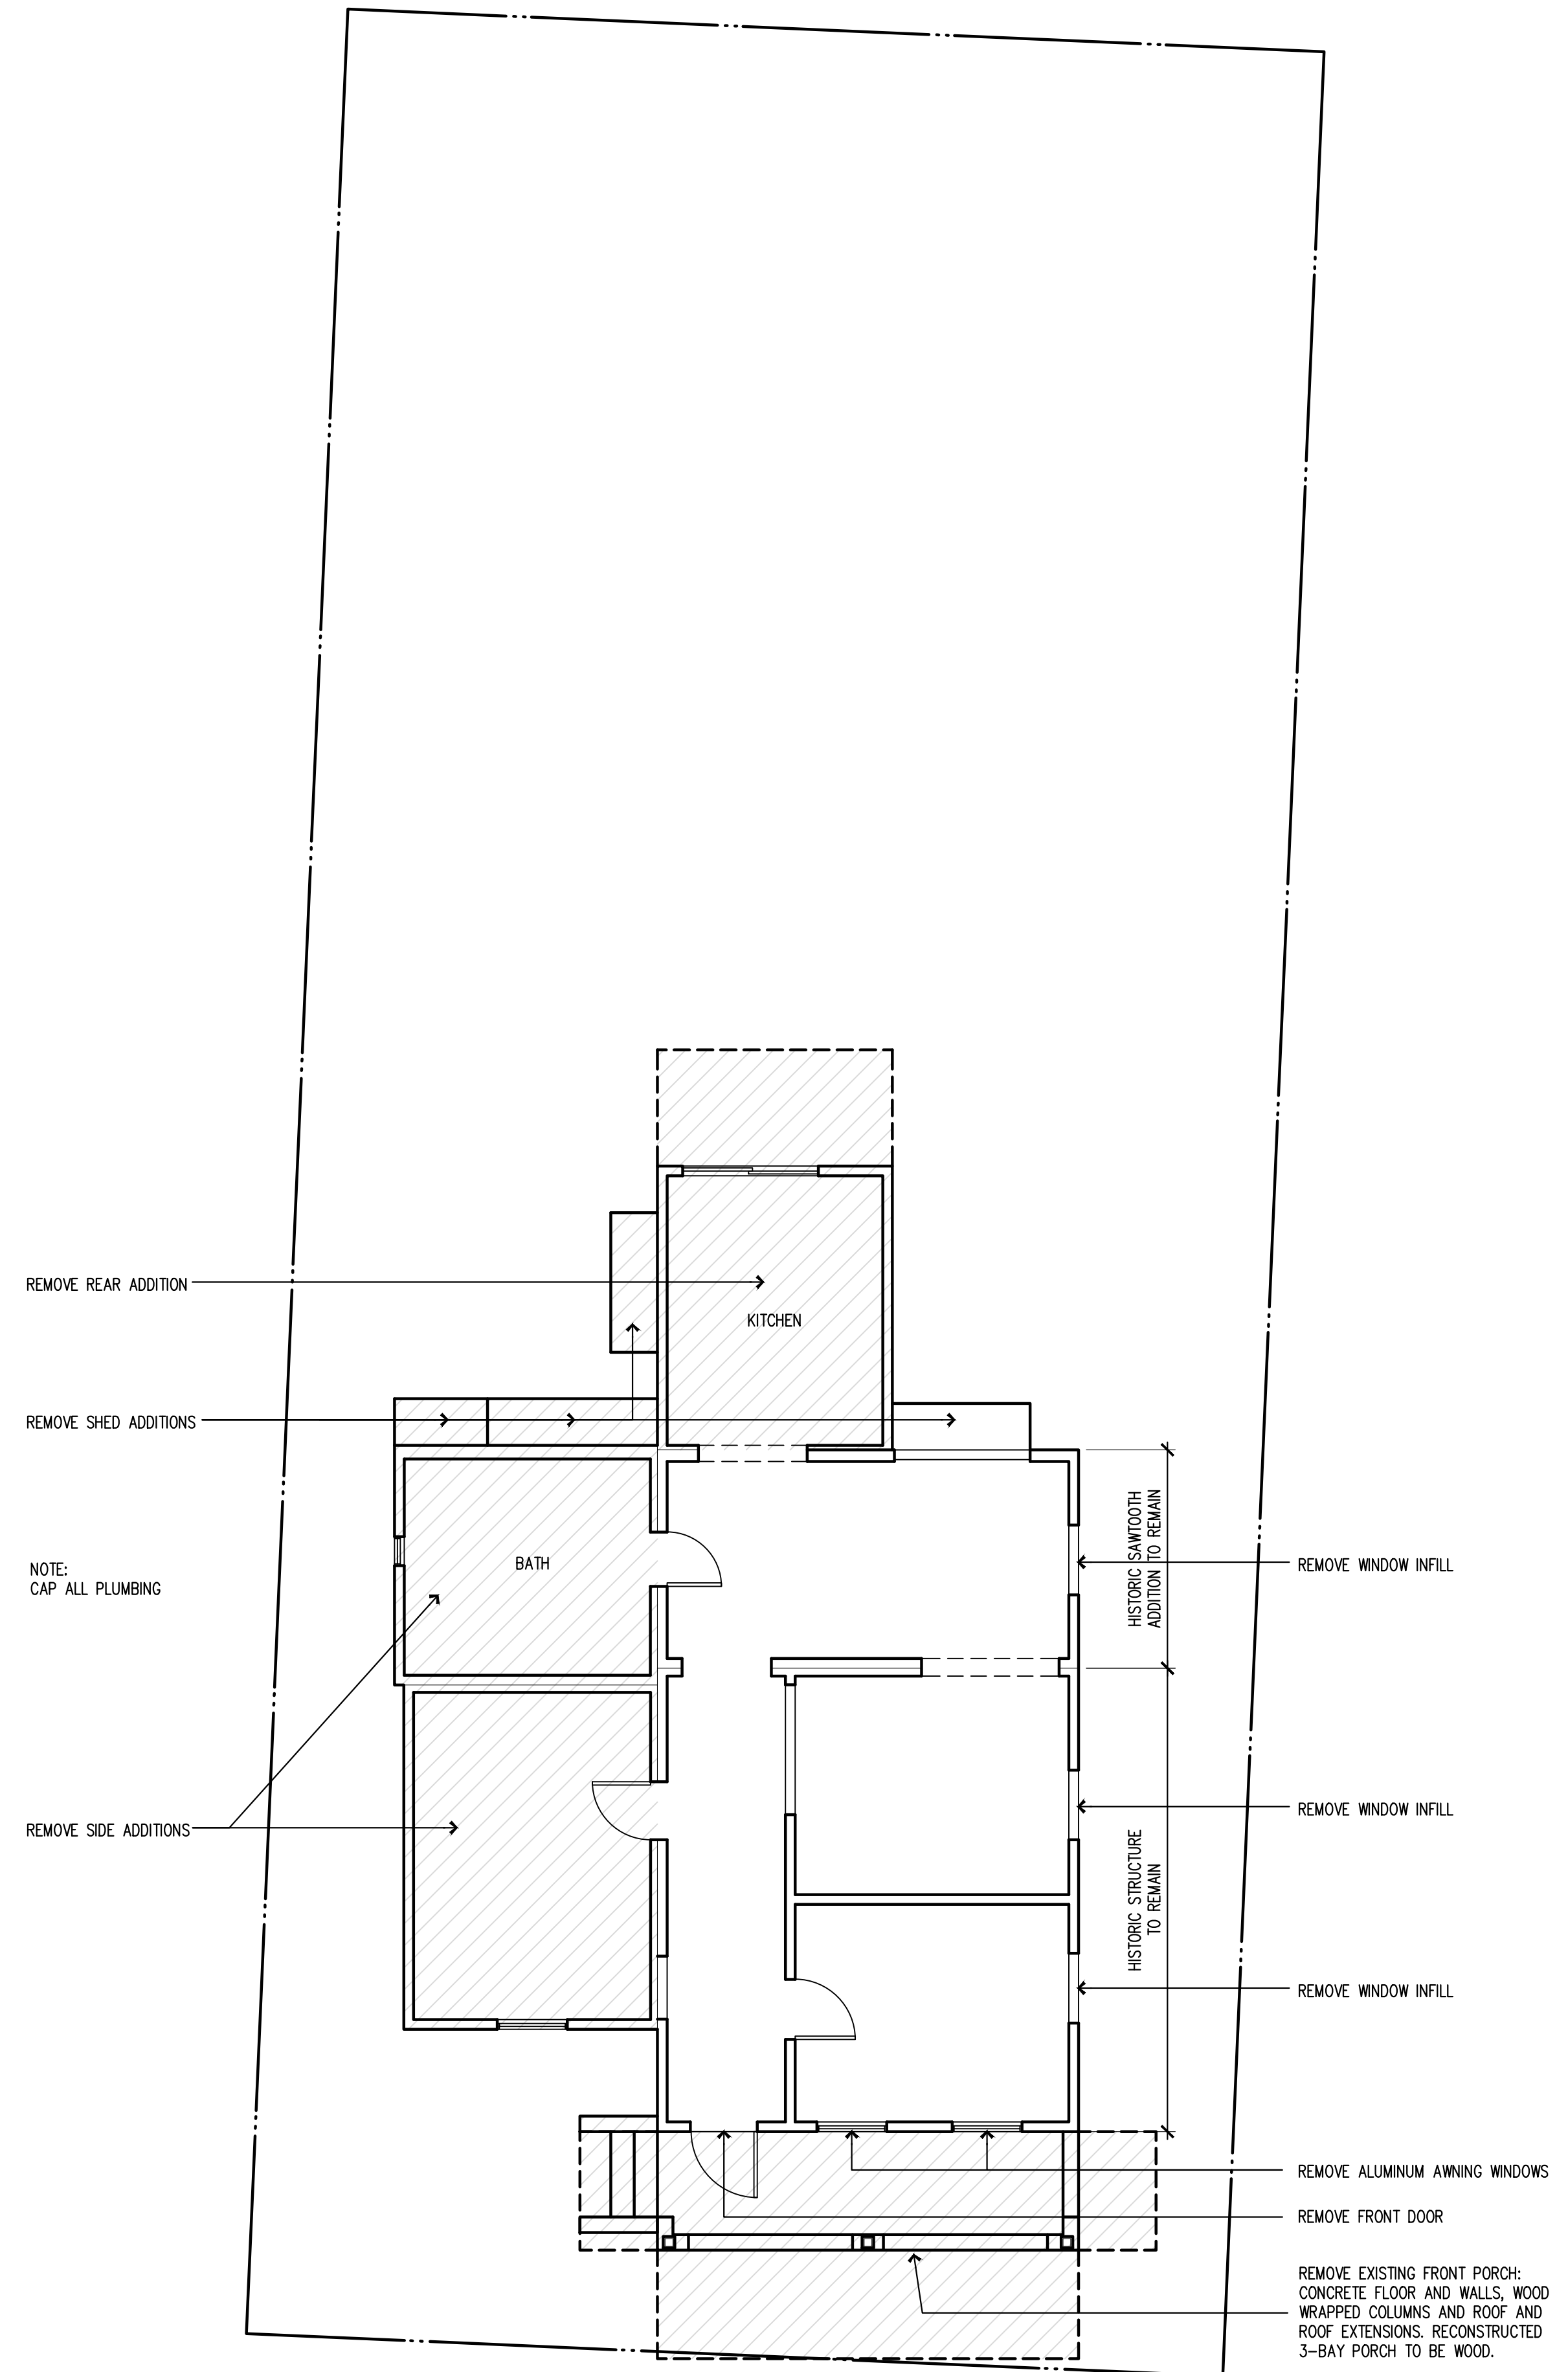 REMOVE REAR ADDITION
KITCHEN
REMOVE SHED ADDITIONS
HISTORIC SAWTOOTH
ADDITION TO REMAIN
BATH
REMOVE WINDOW INFILL
NOTE:
CAP ALL PLUMBING
REMOVE WINDOW INFILL
REMOVE SIDE ADDITIONS
HISTORIC STRUCTURE
TO REMAIN
REMOVE WINDOW INFILL
REMOVE ALUMINUM AWNING WINDOWS
REMOVE FRONT DOOR
REMOVE EXISTING FRONT PORCH:
CONCRETE FLOOR AND WALLS, WOOD
WRAPPED COLUMNS AND ROOF AND
ROOF EXTENSIONS. RECONSTRUCTED
3-BAY PORCH TO BE WOOD.